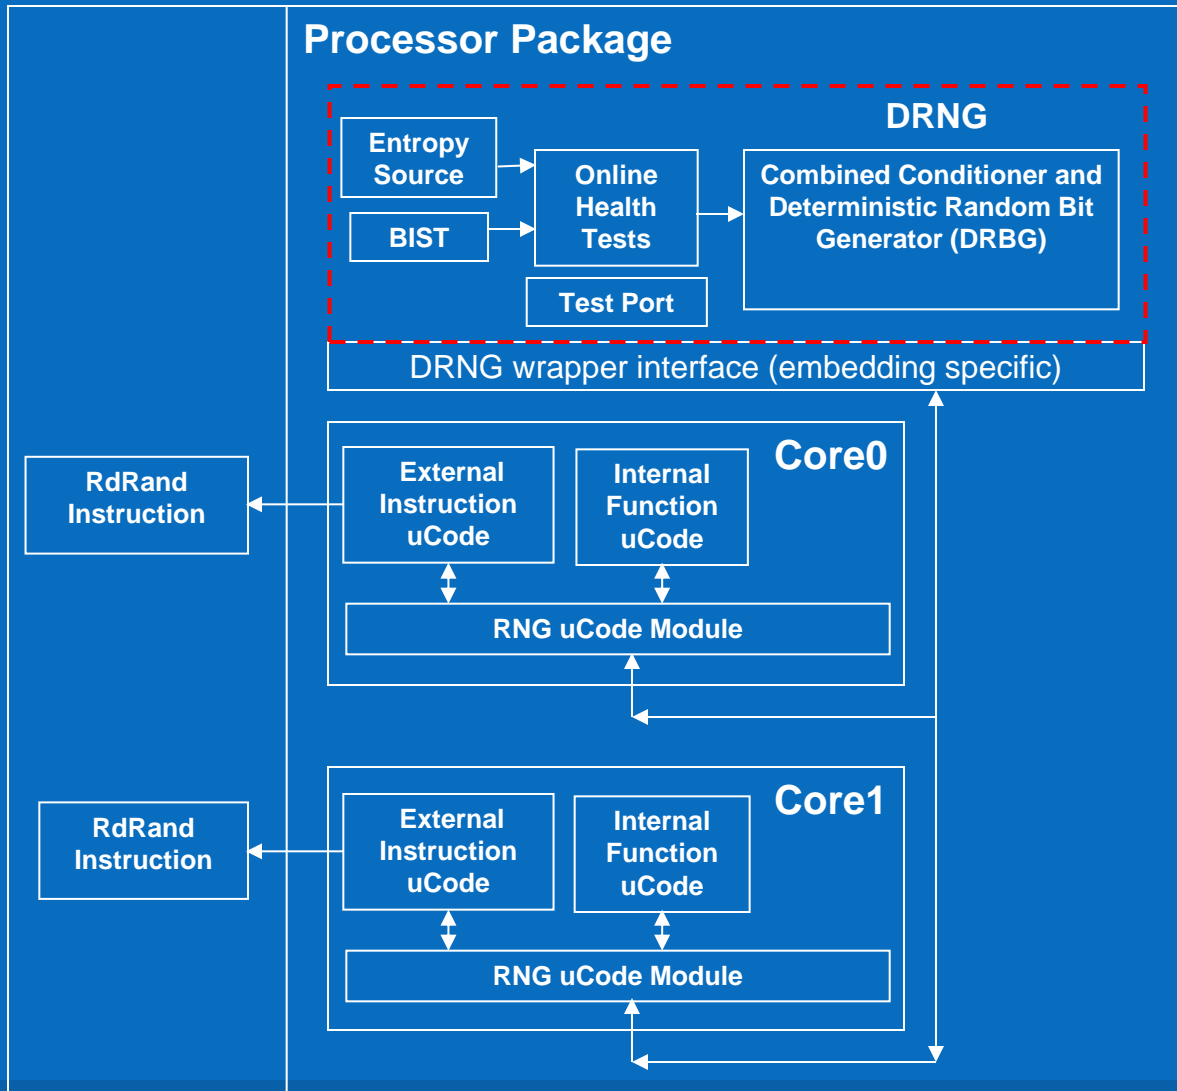 Processor Package
DRNG
Entropy
Source
BIST
Online
Health
Tests
Combined Conditioner and
Deterministic Random Bit
Generator (DRBG)
Test Port
DRNG wrapper interface (embedding specific)
Core0
RdRand
Instruction
External
Instruction
uCode
Internal
Function
uCode
RNG uCode Module
Core1
RdRand
Instruction
External
Instruction
uCode
Internal
Function
uCode
RNG uCode Module